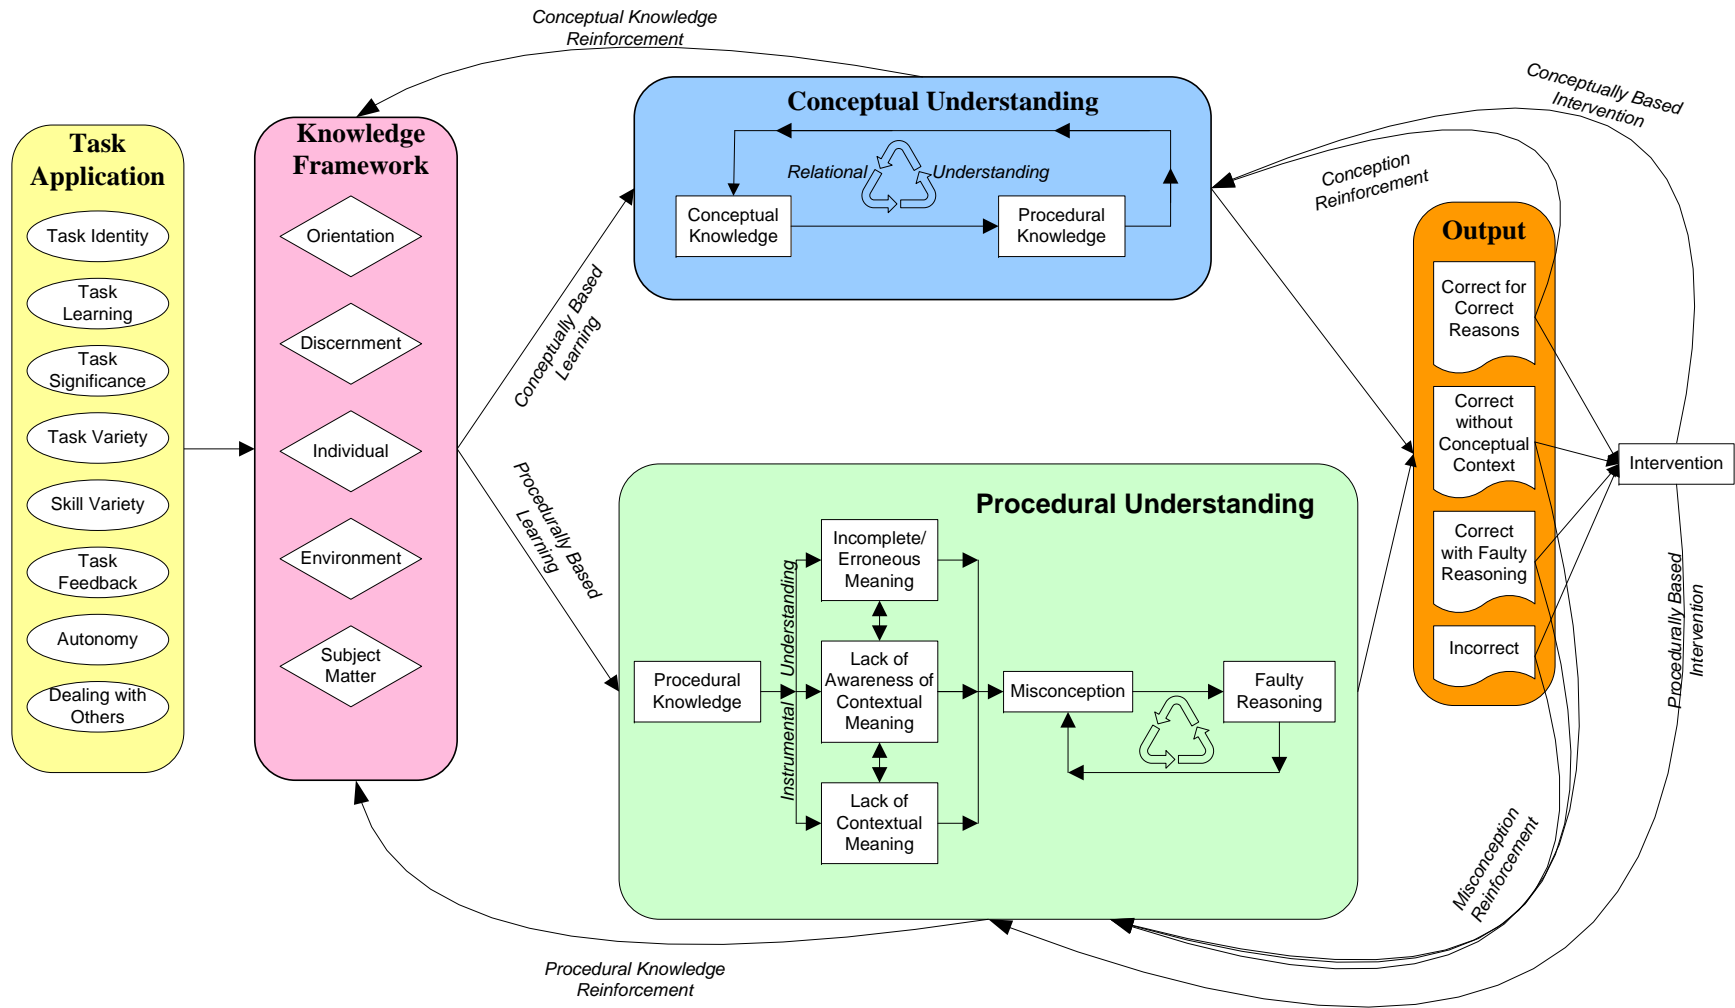 Conceptual Knowledge
Reinforcement
Task
Application
Task Identity
Task
Learning
Task
Significance
Task Variety
Skill Variety
Task
Feedback
Autonomy
Dealing with
Others
Knowledge
Framework
Orientation
Discernment
Individual
Environment
Subject
Matter
Conceptually Based
Learning
Procedurally Based
Learning
Conceptual Understanding
Relational
Understanding
Conceptual
Knowledge
Procedural
Knowledge
Procedural Understanding
Procedural
Knowledge
Instrumental Understanding
Incomplete/
Erroneous
Meaning
Lack of
Awareness of
Contextual
Meaning
Lack of
Contextual
Meaning
Misconception
Faulty
Reasoning
Conceptually Based
Intervention
Conception
Reinforcement
Output
Correct for
Correct
Reasons
Correct
without
Conceptual
Context
Correct
with Faulty
Reasoning
Incorrect
Intervention
Procedurally Based
Intervention
Misconception
Reinforcement
Procedural Knowledge
Reinforcement